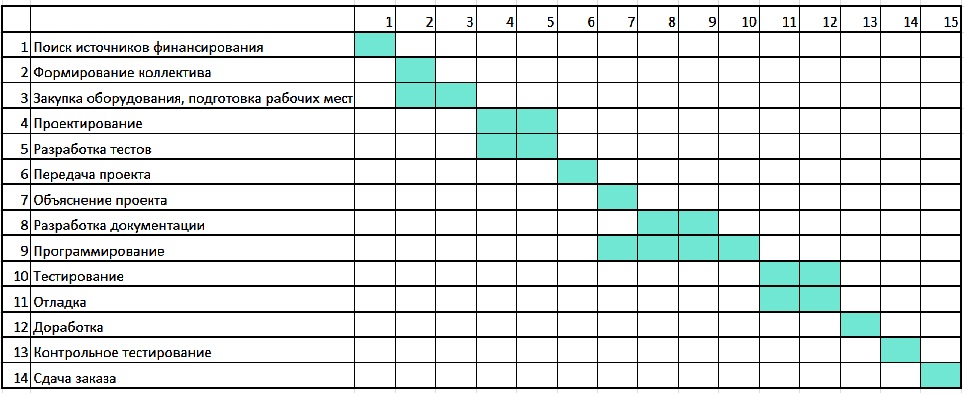 1 2 3 4 5 6 7 8 9 10 11 12 13 14 15
1 Поиск источников финансирования
2 Формирование коллектива
3 Закупка оборудования, подготовка рабочих мест
4 Проектирование
5 Разработка тестов
6 Передача проекта
7 Объяснение проекта
8 Разработка документации
9 Программирование
10 Тестирование
11 Отладка
12 Доработка
13 Контрольное тестирование
14 Сдача заказа